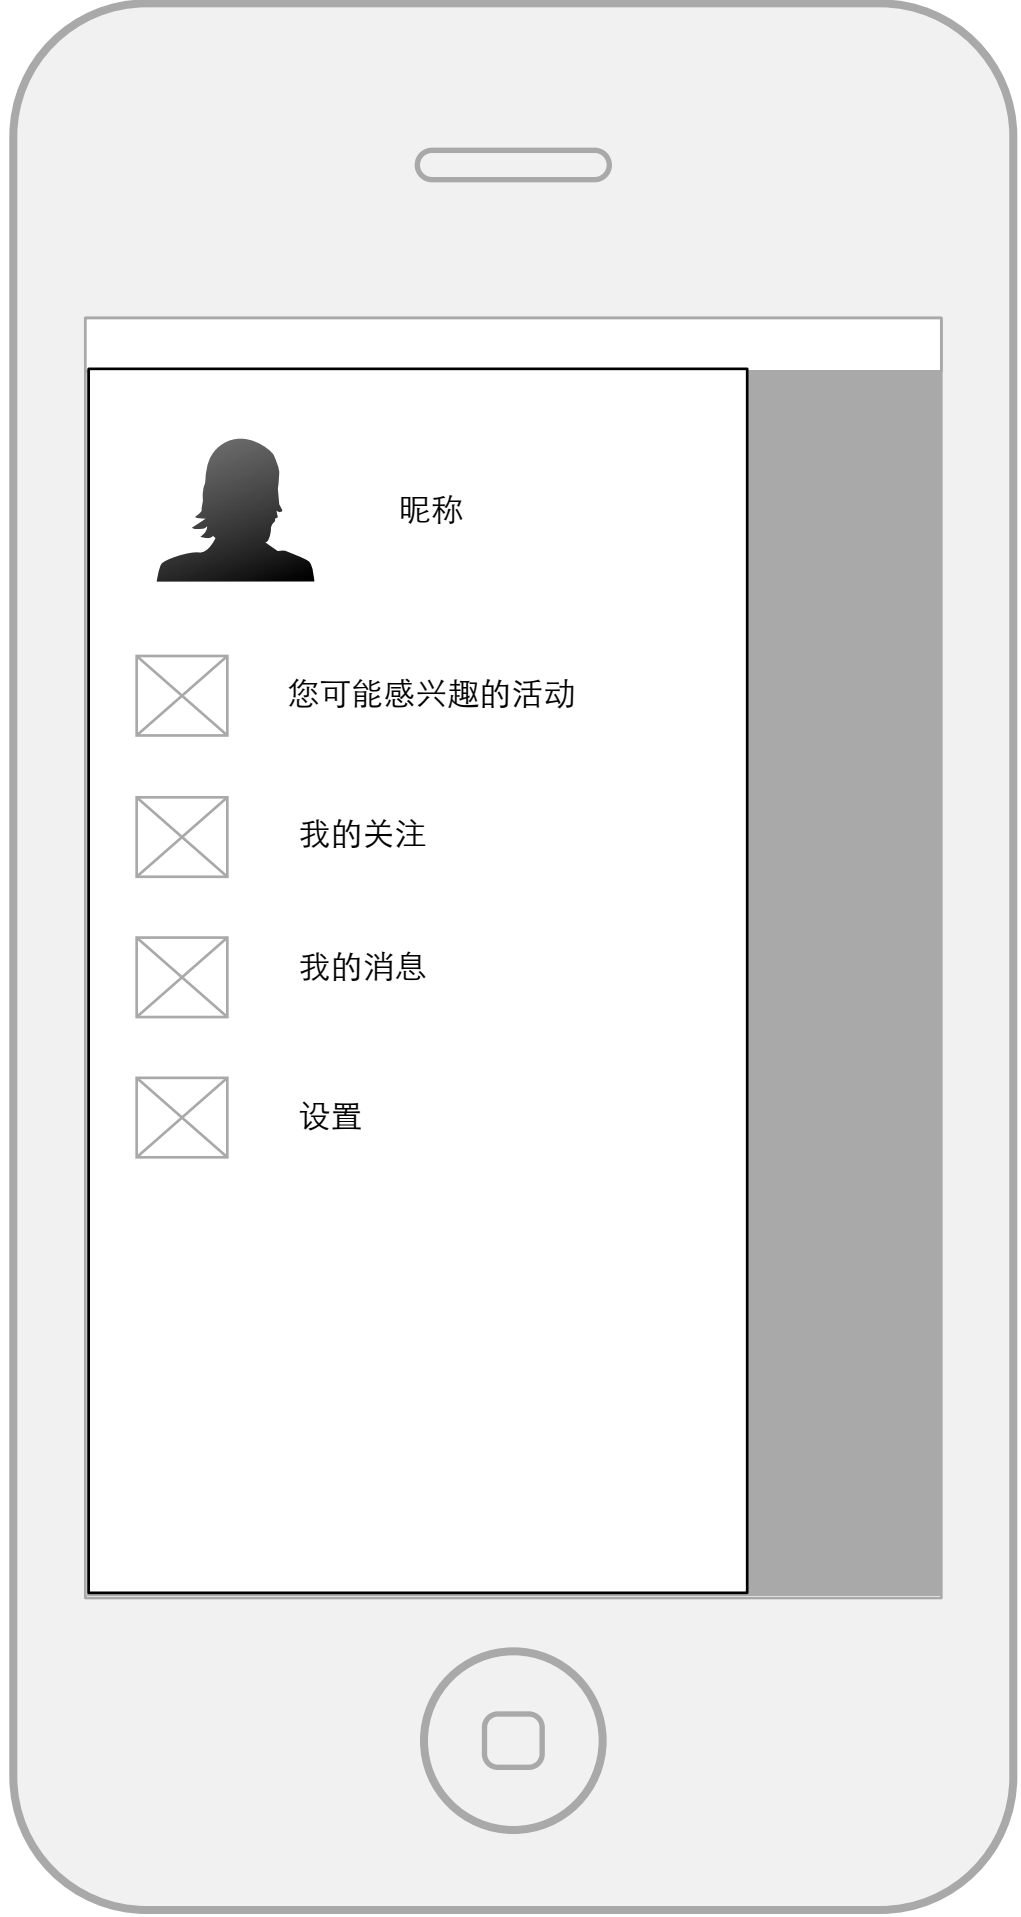 昵称
您可能感兴趣的活动
我的关注
我的消息
设置